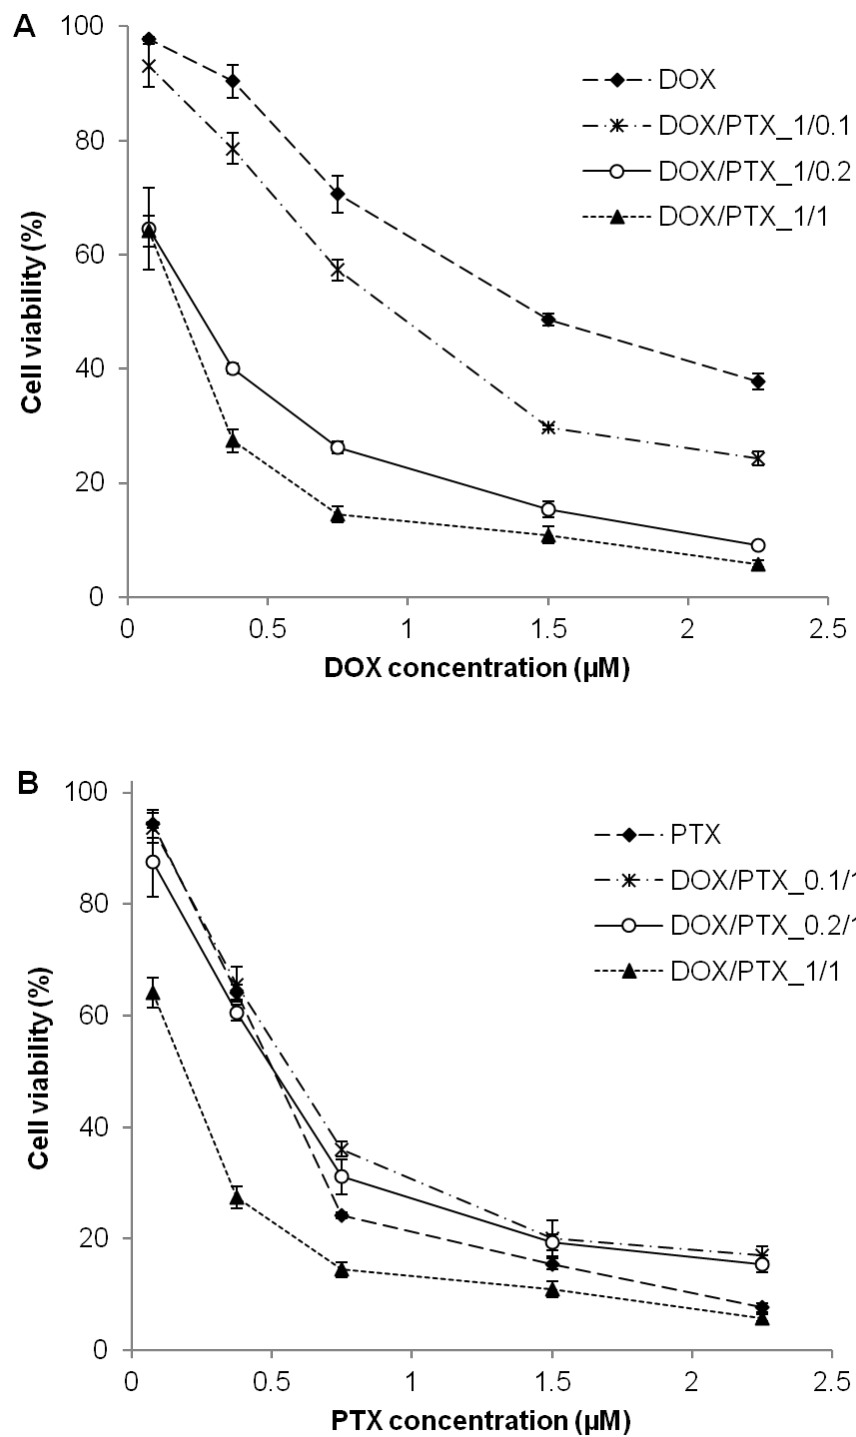 A
100
80
60
40
20
0
Cell viability (%)
DOX
DOX/PTX_1/0.1
DOX/PTX_1/0.2
DOX/PTX_1/1
0 0.5 1 1.5 2 2.5
DOX concentration (µM)
B
100
80
60
40
20
0
Cell viability (%)
PTX
DOX/PTX_0.1/
DOX/PTX_0.2/
DOX/PTX_1/1
0 0.5 1 1.5 2 2.5
PTX concentration (µM)